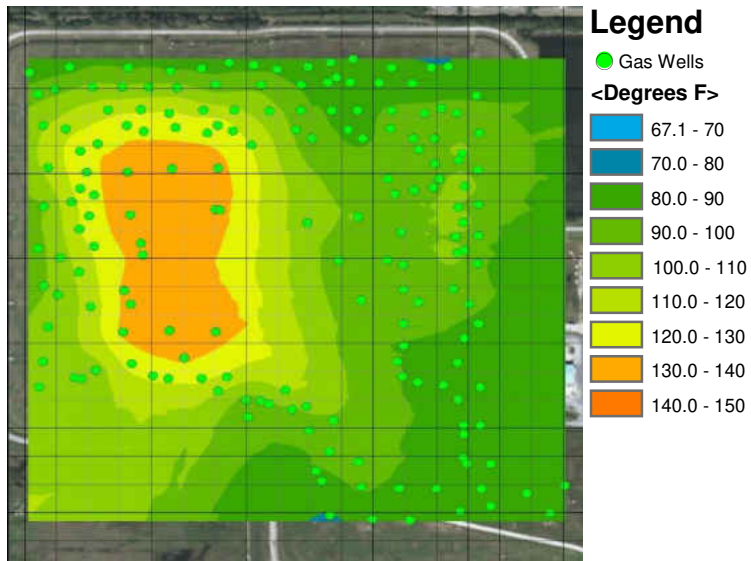 Legend
Gas Wells
<Degrees F>
67.1 - 70
70.0 - 80
80.0 - 90
90.0 - 100
100.0 - 110
110.0 - 120
120.0 - 130
130.0 - 140
140.0 - 150